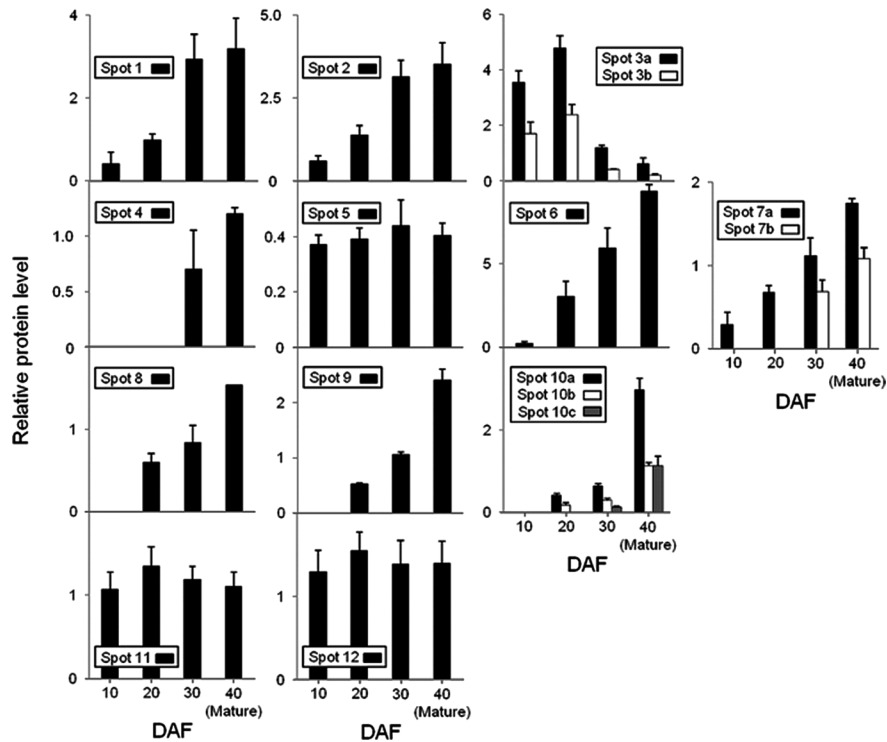 Relative protein level
4
2
0
Spot 1
5.0
2.5
0
Spot 2
6
4
2
0
Spot 3a
Spot 3b
1.0
0.5
0
Spot 4
0.4
0.2
0
Spot 5
5
0
Spot 6
2
1
0
Spot 7a
Spot 7b
10 20 30 40
(Mature)
DAF
1
0
Spot 8
2
1
0
Spot 9
2
0
Spot 10a
Spot 10b
Spot 10c
10 20 30 40
(Mature)
DAF
1
0
Spot 11
10 20 30 40
(Mature)
DAF
1
0
Spot 12
10 20 30 40
(Mature)
DAF